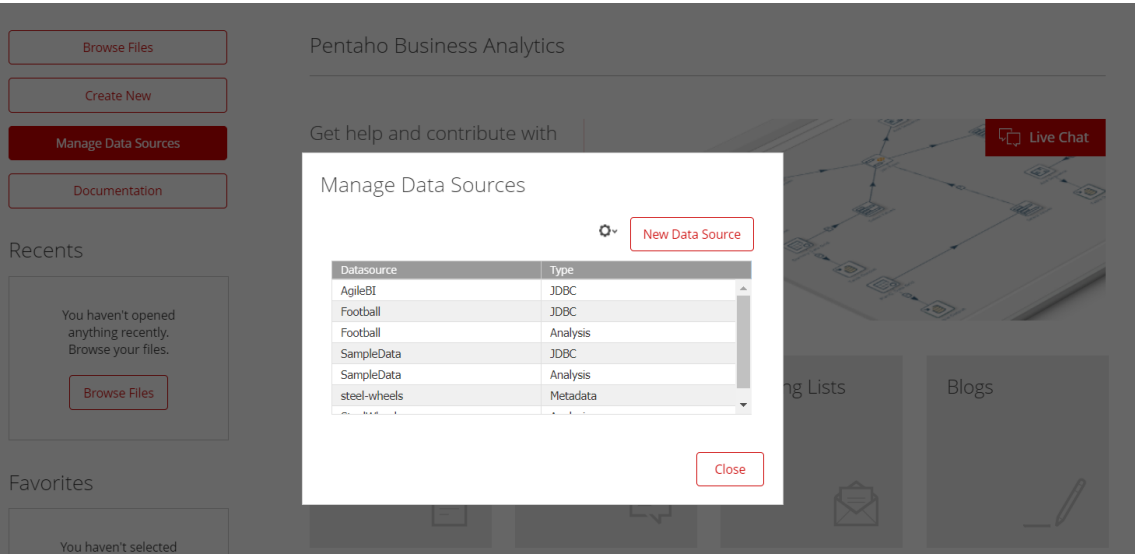 Browse Files
Create New
Manage Data Sources
Documentation
Recents
You haven't opened
anything recently.
Browse your files.
Browse Files
Favorites
You haven't selected
Pentaho Business Analytics
Get help and contribute with
Live Chat
Manage Data Sources
New Data Source
Datasource Type
AgileBI JDBC
Football JDBC
Football Analysis
SampleData JDBC
SampleData Analysis
steel-wheels Metadata
Close
Lists
Blogs